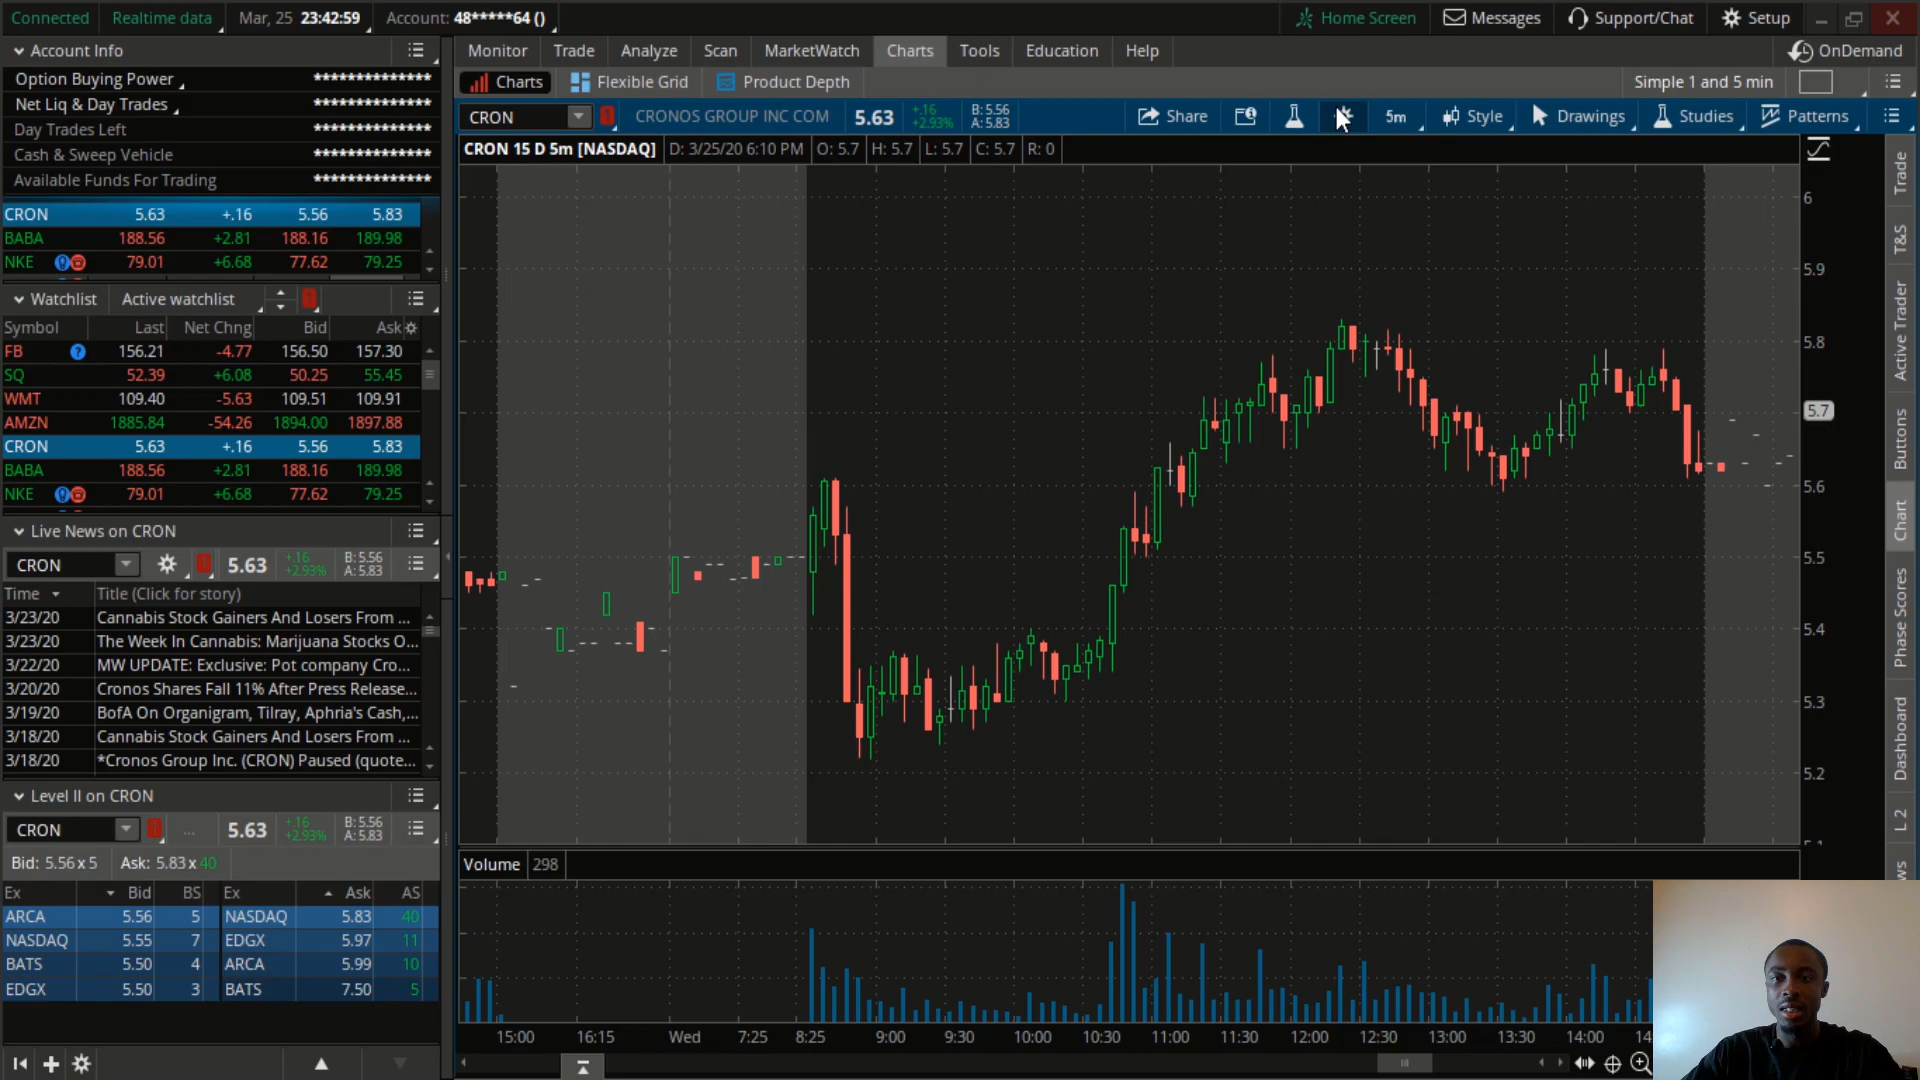 Connected Realtime data Mar, 25 23:42:59 Account: 48*****64 () Home Screen Messages Support/Chat Setup
Account Info
Option Buying Power **************
Net Liq & Day Trades **************
Day Trades Left **************
Cash & Sweep Vehicle **************
Available Funds For Trading **************
CRON 5.63 +.16 5.56 5.83
BABA 188.56 +2.81 188.16 189.98
NKE 79.01 +6.68 77.62 79.25
Watchlist Active watchlist 1
Symbol Last Net Chng Bid Ask
FB ? 156.21 -4.77 156.50 157.30
SQ 52.39 +6.08 50.25 55.45
WMT 109.40 -5.63 109.51 109.91
AMZN 1885.84 -54.26 1894.00 1897.88
CRON 5.63 +.16 5.56 5.83
BABA 188.56 +2.81 188.16 189.98
NKE 79.01 +6.68 77.62 79.25
Live News on CRON
CRON 1 5.63 +.16 +2.93% B: 5.56 A: 5.83
Time Title (Click for story)
3/23/20 Cannabis Stock Gainers And Losers From ...
3/23/20 The Week In Cannabis: Marijuana Stocks O...
3/22/20 MW UPDATE: Exclusive: Pot company Cro...
3/20/20 Cronos Shares Fall 11% After Press Release...
3/19/20 BofA On Organigram, Tilray, Aphria's Cash,...
3/18/20 Cannabis Stock Gainers And Losers From ...
3/18/20 *Cronos Group Inc. (CRON) Paused (quote...
Level II on CRON
CRON 1 ... 5.63 +.16 +2.93% B: 5.56 A: 5.83
Bid: 5.56 x 5 Ask: 5.83 x 40
Ex Bid BS Ex Ask AS
ARCA 5.56 5 NASDAQ 5.83 40
NASDAQ 5.55 7 EDGX 5.97 11
BATS 5.50 4 ARCA 5.99 10
EDGX 5.50 3 BATS 7.50 5
Monitor Trade Analyze Scan MarketWatch Charts Tools Education Help OnDemand
Charts Flexible Grid Product Depth Simple 1 and 5 min
CRON 1 CRONOS GROUP INC COM 5.63 +.16 +2.93% B: 5.56 A: 5.83 Share 5m Style Drawings Studies Patterns
CRON 15 D 5m [NASDAQ] D: 3/25/20 6:10 PM O: 5.7 H: 5.7 L: 5.7 C: 5.7 R: 0
6
5.9
5.8
5.7
5.6
5.5
5.4
5.3
5.2
5.1
Volume 298
15:00 16:15 Wed 7:25 8:25 9:00 9:30 10:00 10:30 11:00 11:30 12:00 12:30 13:00 13:30 14:00 14
Trade
T&S
Active Trader
Buttons
Chart
Phase Scores
Dashboard
L 2
ws